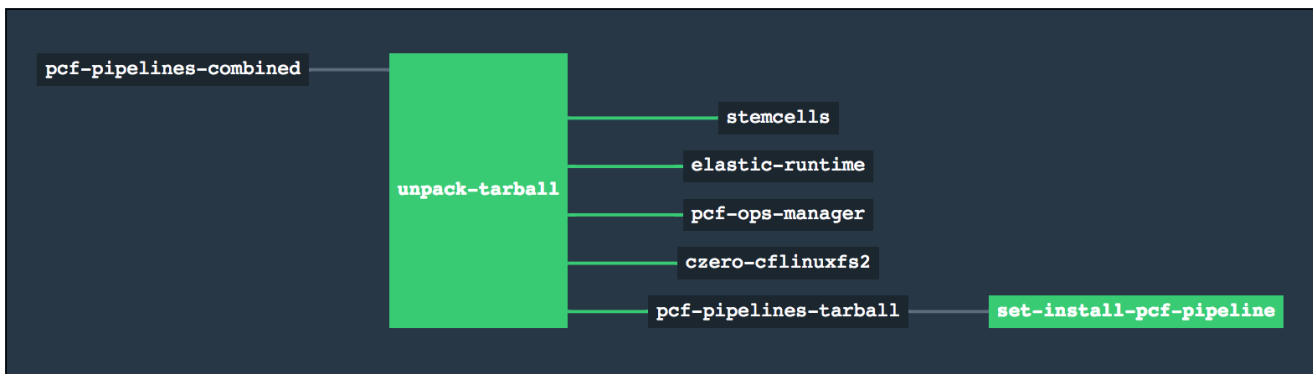 pcf-pipelines-combined
stemcells
elastic-runtime
unpack-tarball
pcf-ops-manager
czero-cflinuxfs2
pcf-pipelines-tarball
set-install-pcf-pipeline